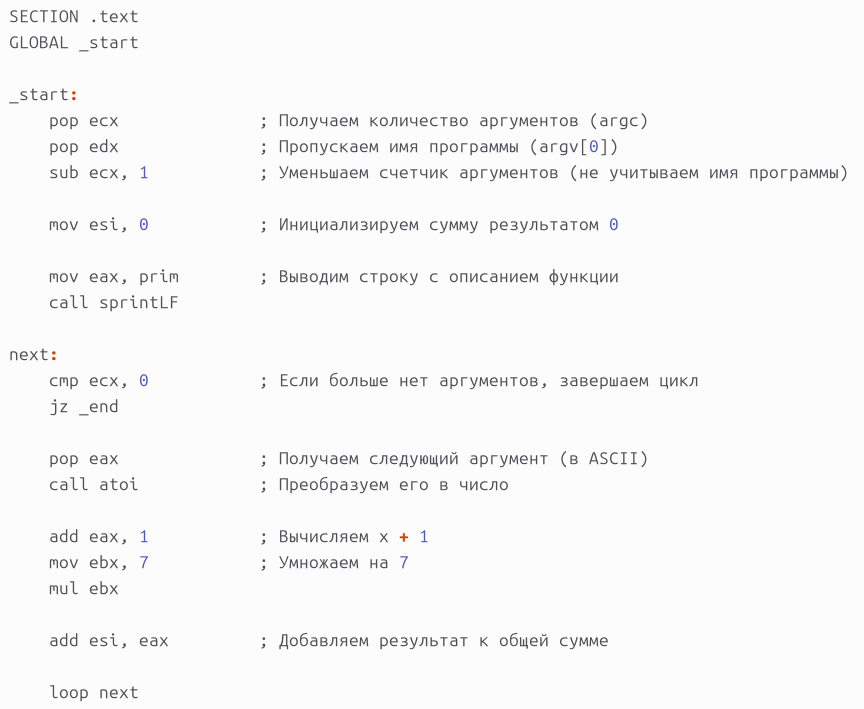 SECTION .text
GLOBAL _start
_start:
pop ecx ; Получаем количество аргументов (argc)
pop edx ; Пропускаем имя программы (argv[0])
sub ecx, 1 ; Уменьшаем счетчик аргументов (не учитываем имя программы)
mov esi, 0 ; Инициализируем сумму результатом 0
mov eax, prim ; Выводим строку с описанием функции
call sprintLF
next:
cmp ecx, 0 ; Если больше нет аргументов, завершаем цикл
jz _end
pop eax ; Получаем следующий аргумент (в ASCII)
call atoi ; Преобразуем его в число
add eax, 1 ; Вычисляем x + 1
mov ebx, 7 ; Умножаем на 7
mul ebx
add esi, eax ; Добавляем результат к общей сумме
loop next